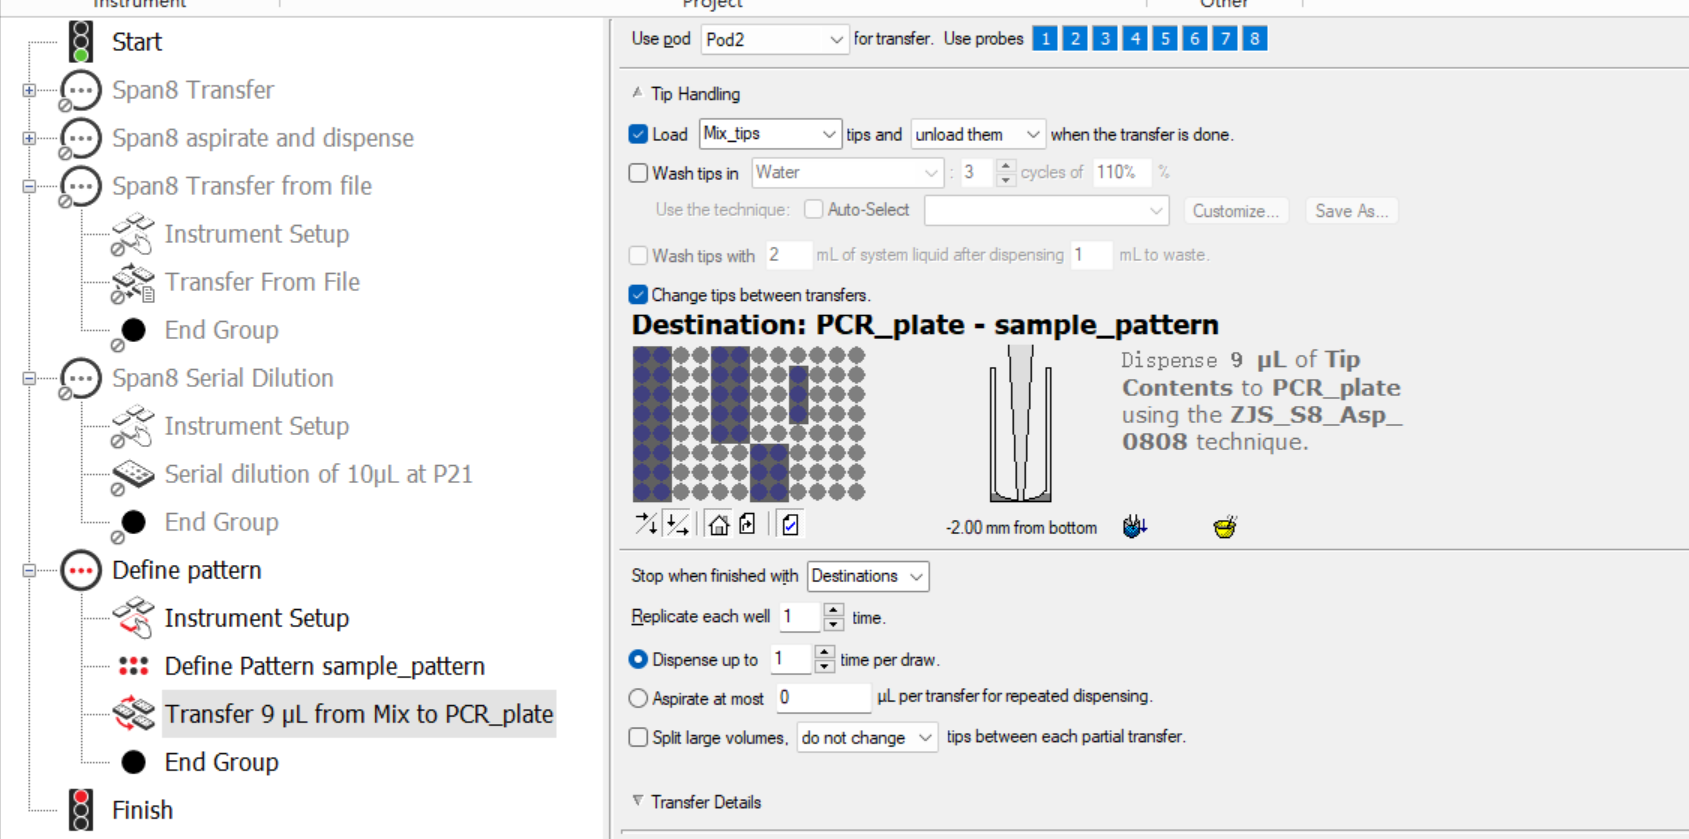 Instrument
Project
Other
Start
Span8 Transfer
Span8 aspirate and dispense
Span8 Transfer from file
Instrument Setup
Transfer From File
End Group
Span8 Serial Dilution
Instrument Setup
Serial dilution of 10µL at P21
End Group
Define pattern
Instrument Setup
Define Pattern sample_pattern
Transfer 9 µL from Mix to PCR_plate
End Group
Finish
Use pod Pod2 for transfer. Use probes 1 2 3 4 5 6 7 8
Tip Handling
Load Mix_tips tips and unload them when the transfer is done.
Wash tips in Water : 3 cycles of 110% %
Use the technique: Auto-Select Customize... Save As...
Wash tips with 2 mL of system liquid after dispensing 1 mL to waste.
Change tips between transfers.
Destination: PCR_plate - sample_pattern
Dispense 9 µL of Tip
Contents to PCR_plate
using the ZJS_S8_Asp_
0808 technique.
-2.00 mm from bottom
Stop when finished with Destinations
Replicate each well 1 time.
Dispense up to 1 time per draw.
Aspirate at most 0 µL per transfer for repeated dispensing.
Split large volumes, do not change tips between each partial transfer.
Transfer Details